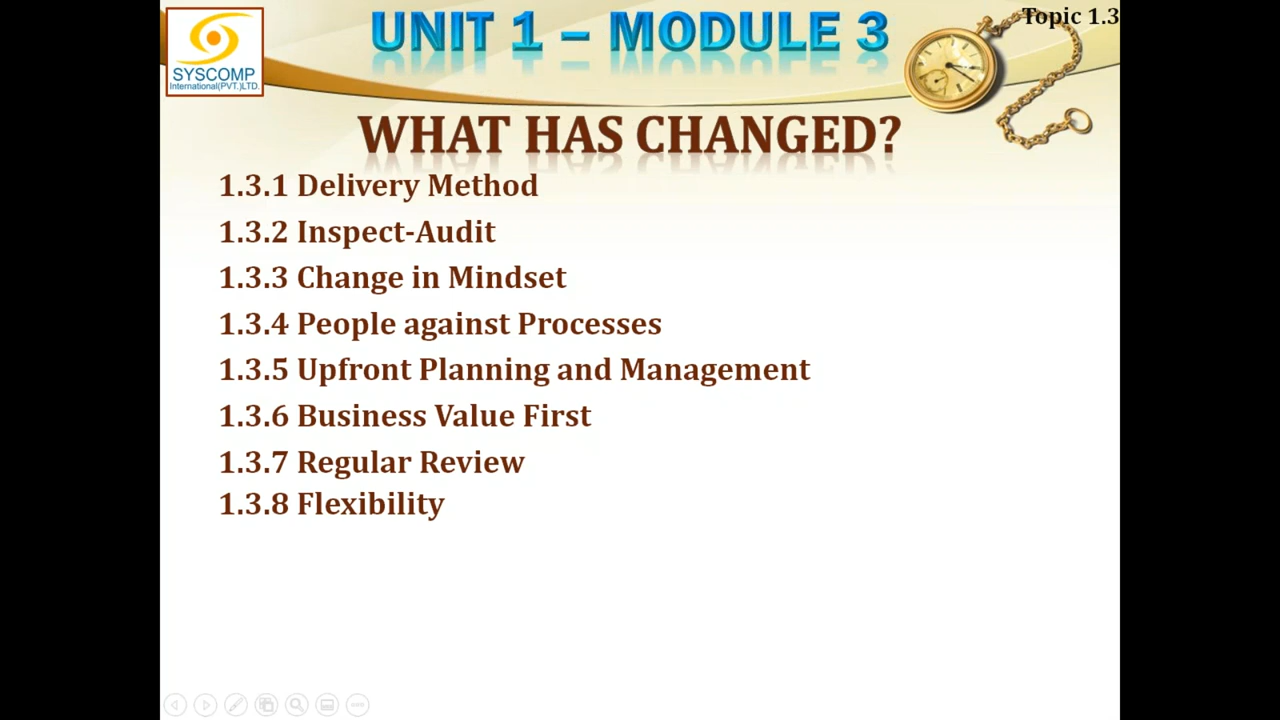 SYSCOMP
International(PVT.)LTD.
UNIT 1 – MODULE 3
Topic 1.3
WHAT HAS CHANGED?
1.3.1 Delivery Method
1.3.2 Inspect-Audit
1.3.3 Change in Mindset
1.3.4 People against Processes
1.3.5 Upfront Planning and Management
1.3.6 Business Value First
1.3.7 Regular Review
1.3.8 Flexibility